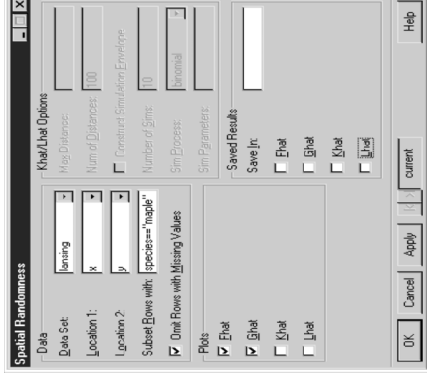 Spatial Randomness
Data
Data Set: lansing
Location 1: x
Location 2: y
Subset Rows with: species=="maple"
Omit Rows with Missing Values
Plots
Fhat
Ghat
Khat
Lhat
Khat/Lhat Options
Max Distance:
Num of Distances: 100
Construct Simulation Envelope
Number of Sims: 10
Sim Process: binomial
Sim Parameters:
Saved Results
Save In:
Fhat
Ghat
Khat
Lhat
OK Cancel Apply current Help